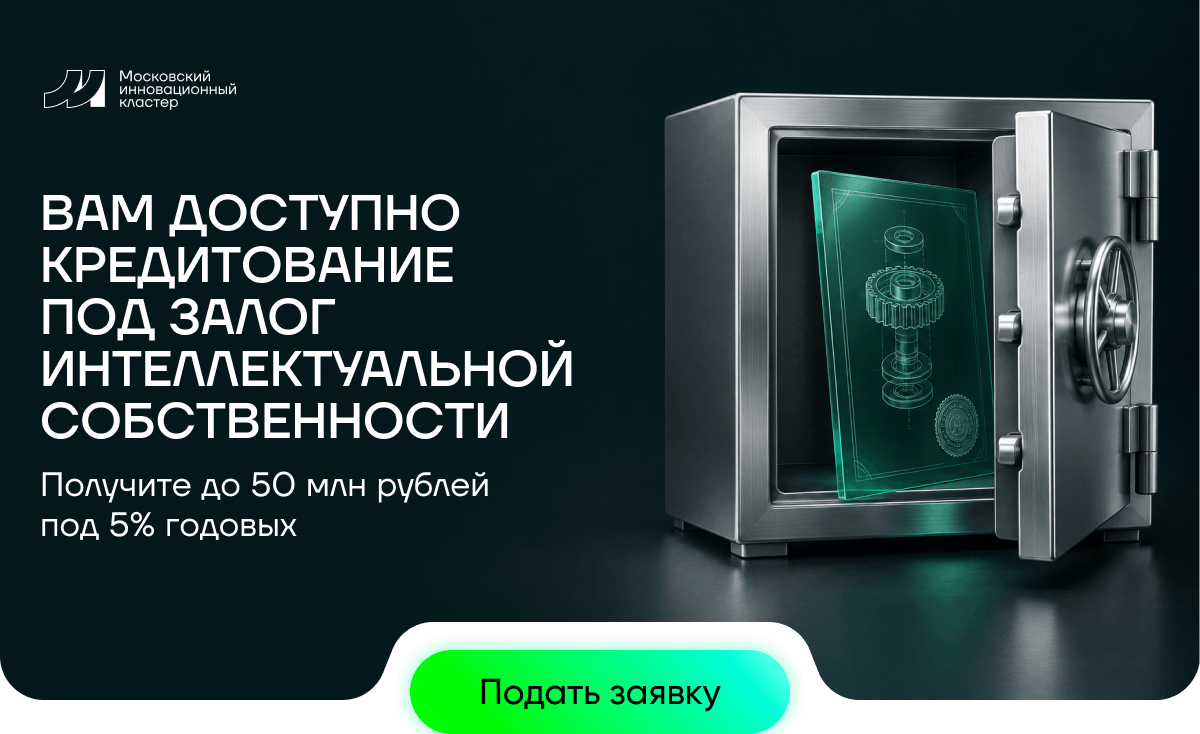 Московский
инновационный
кластер
ВАМ ДОСТУПНО
КРЕДИТОВАНИЕ
ПОД ЗАЛОГ
ИНТЕЛЛЕКТУАЛЬНОЙ
СОБСТВЕННОСТИ
Получите до 50 млн рублей
под 5% годовых
Подать заявку